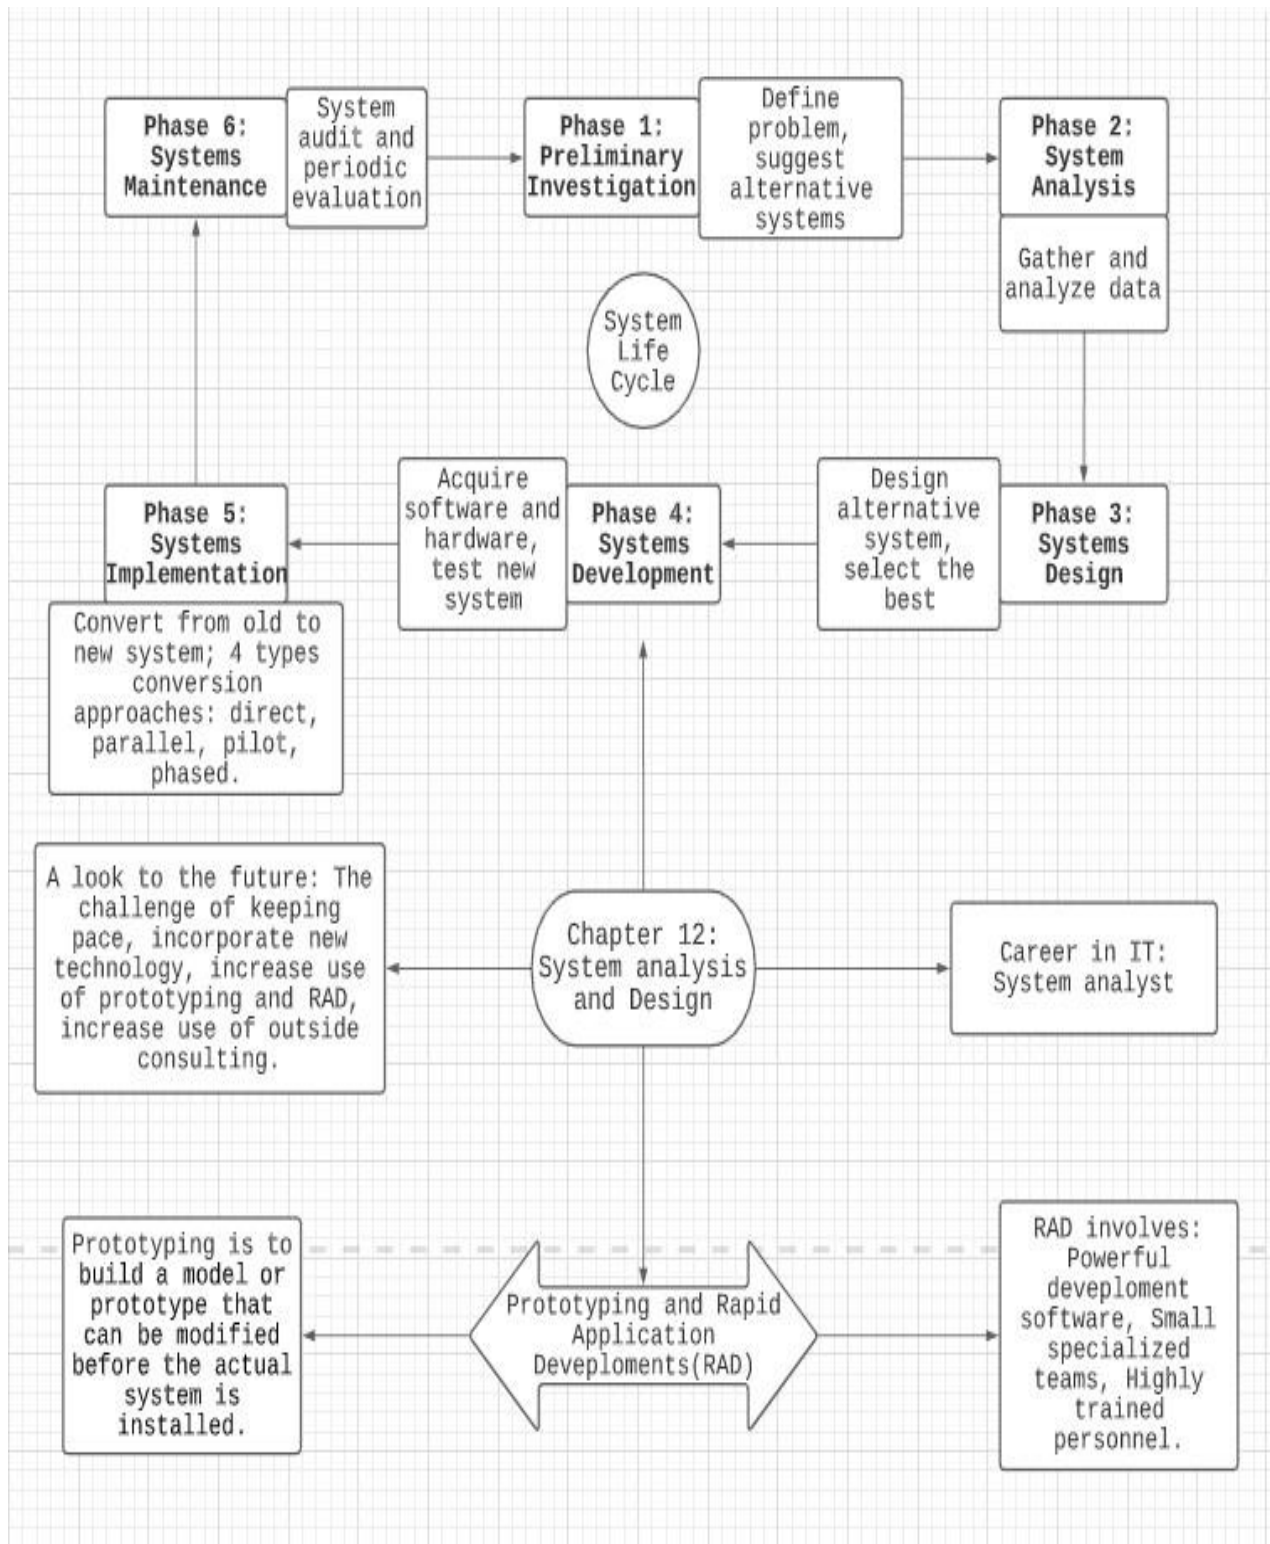 Phase 6:
Systems
Maintenance
System
audit and
periodic
evaluation
Phase 1:
Preliminary
Investigation
Define
problem,
suggest
alternative
systems
Phase 2:
System
Analysis
Gather and
analyze data
System
Life
Cycle
Phase 3:
Systems
Design
Design
alternative
system,
select the
best
Phase 4:
Systems
Development
Acquire
software and
hardware,
test new
system
Phase 5:
Systems
Implementation
Convert from old to
new system; 4 types
conversion
approaches: direct,
parallel, pilot,
phased.
A look to the future: The
challenge of keeping
pace, incorporate new
technology, increase use
of prototyping and RAD,
increase use of outside
consulting.
Chapter 12:
System analysis
and Design
Career in IT:
System analyst
Prototyping is to
build a model or
prototype that
can be modified
before the actual
system is
installed.
Prototyping and Rapid
Application
Deveploments(RAD)
RAD involves:
Powerful
deveploment
software, Small
specialized
teams, Highly
trained
personnel.